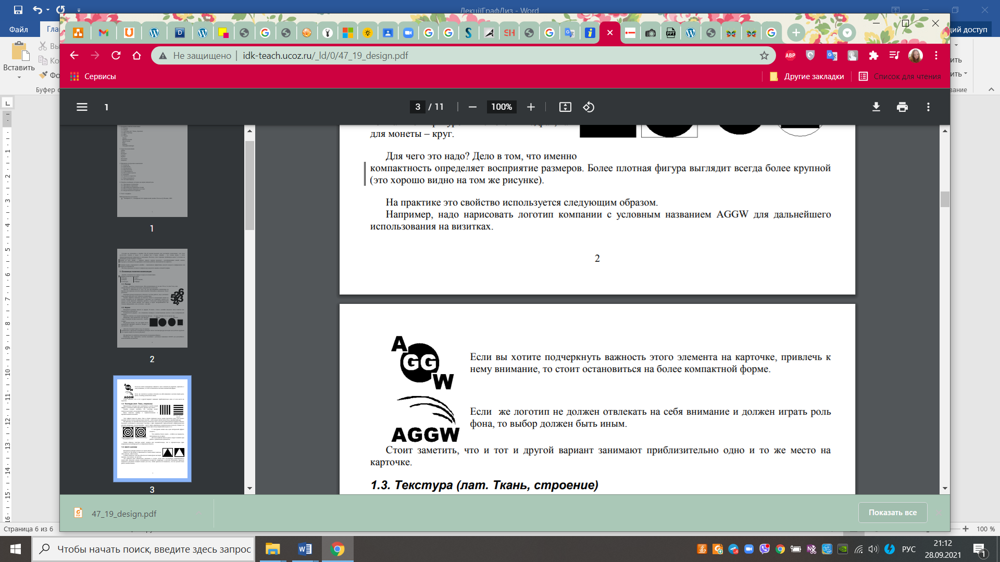 ЛекціїГрафДиз - Word
Файл
Гла
ций доступ
Не защищено
idk-teach.ucoz.ru/_ld/0/47_19_design.pdf
ABP
Вставить
Сервисы
Другие закладки
Список для чтения
Буфер
1
3 / 11
100%
для монеты – круг.
Для чего это надо? Дело в том, что именно
компактность определяет восприятие размеров. Более плотная фигура выглядит всегда более крупной
(это хорошо видно на том же рисунке).
На практике это свойство используется следующим образом.
Например, надо нарисовать логотип компании с условным названием AGGW для дальнейшего
использования на визитках.
2
1
2
3
A
GG
W
Если вы хотите подчеркнуть важность этого элемента на карточке, привлечь к
нему внимание, то стоит остановиться на более компактной форме.
AGGW
Если же логотип не должен отвлекать на себя внимание и должен играть роль
фона, то выбор должен быть иным.
Стоит заметить, что и тот и другой вариант занимают приблизительно одно и то же место на
карточке.
1.3. Текстура (лат. Ткань, строение)
47_19_design.pdf
Показать все
Страница 6 из 6
100 %
Чтобы начать поиск, введите здесь запрос
РУС
21:12
28.09.2021
1